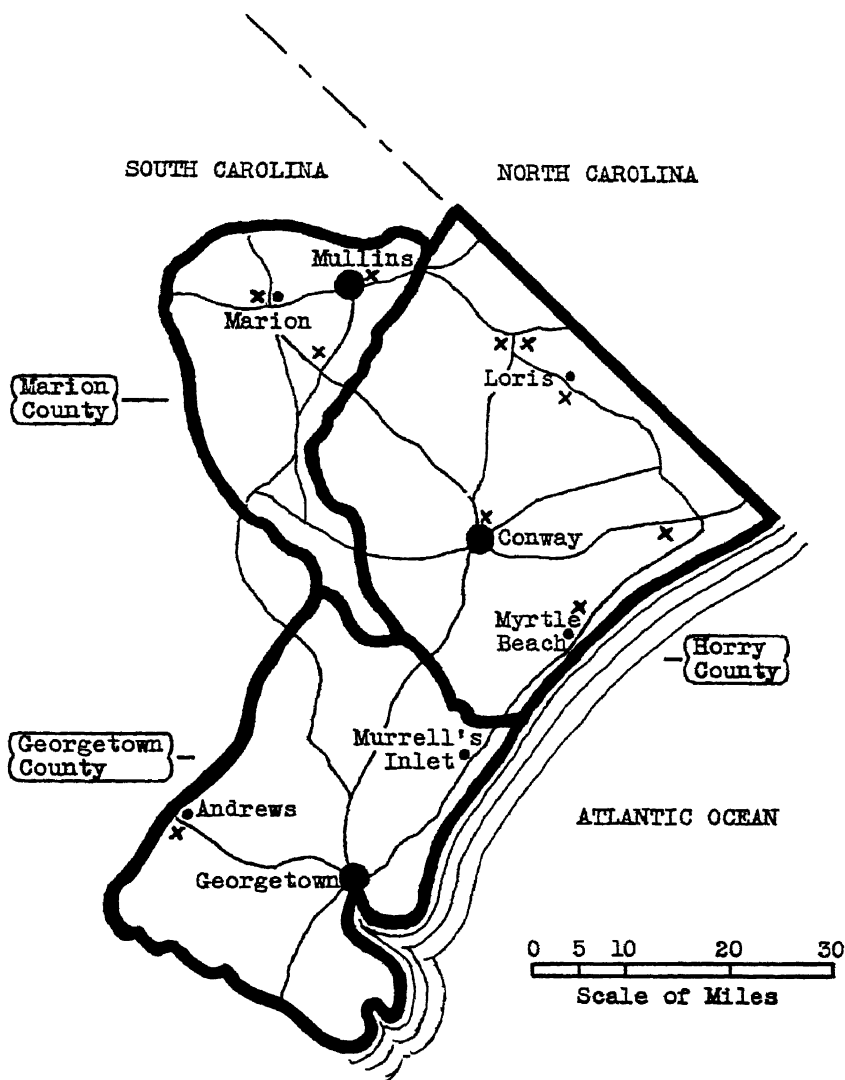 SOUTH CAROLINA
NORTH CAROLINA
Mullins
Marion
Marion
County
Loris
Conway
Myrtle
Beach
Horry
County
Murrell's
Inlet
Georgetown
County
Andrews
ATLANTIC OCEAN
Georgetown
0 5 10 20 30
Scale of Miles